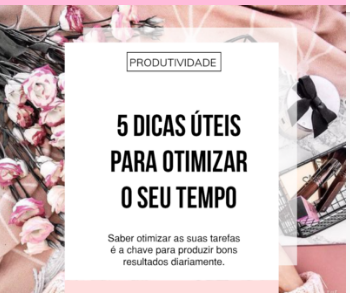 PRODUTIVIDADE
5 DICAS ÚTEIS
PARA OTIMIZAR
O SEU TEMPO
Saber otimizar as suas tarefas
é a chave para produzir bons
resultados diariamente.